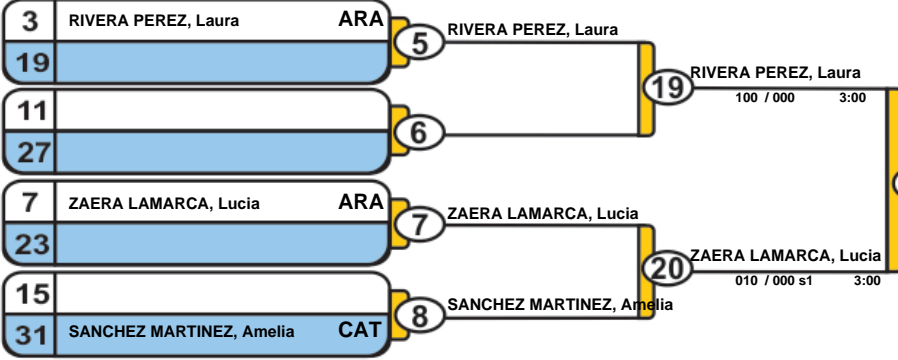 3 RIVERA PEREZ, Laura ARA
19
5 RIVERA PEREZ, Laura
11
27
6
19 RIVERA PEREZ, Laura
100 / 000 3:00
7 ZAERA LAMARCA, Lucia ARA
23
7 ZAERA LAMARCA, Lucia
15
31 SANCHEZ MARTINEZ, Amelia CAT
8 SANCHEZ MARTINEZ, Amelia
20 ZAERA LAMARCA, Lucia
010 / 000 s1 3:00